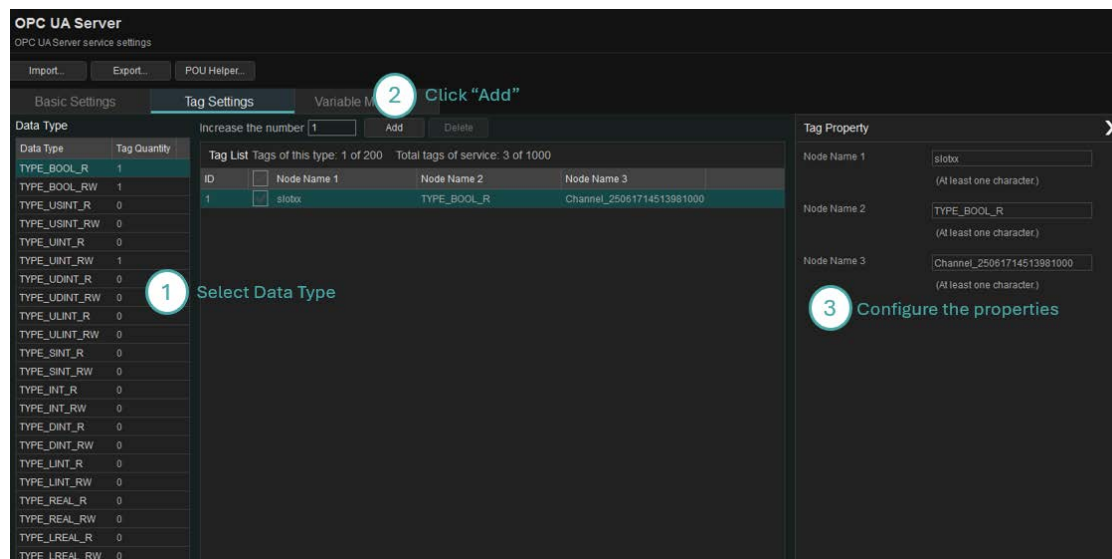 OPC UA Server
OPC UA Server service settings
Import...
Export...
POU Helper...
Basic Settings
Tag Settings
Variable M
2
Click “Add”
Data Type
Increase the number 1
Add
Delete
Tag Property
Data Type Tag Quantity
Tag List Tags of this type: 1 of 200 Total tags of service: 3 of 1000
Node Name 1 slotxx
(At least one character.)
Node Name 2 TYPE_BOOL_R
(At least one character.)
Node Name 3 Channel_25061714513981000
(At least one character.)
3
Configure the properties
ID Node Name 1 Node Name 2 Node Name 3
1 slotxx TYPE_BOOL_R Channel_25061714513981000
TYPE_BOOL_R 1
TYPE_BOOL_RW 1
TYPE_USINT_R 0
TYPE_USINT_RW 0
TYPE_UINT_R 0
TYPE_UINT_RW 1
TYPE_UDINT_R 0
TYPE_UDINT_RW 0
1
Select Data Type
TYPE_ULINT_R 0
TYPE_ULINT_RW 0
TYPE_SINT_R 0
TYPE_SINT_RW 0
TYPE_INT_R 0
TYPE_INT_RW 0
TYPE_DINT_R 0
TYPE_DINT_RW 0
TYPE_LINT_R 0
TYPE_LINT_RW 0
TYPE_REAL_R 0
TYPE_REAL_RW 0
TYPE_LREAL_R 0
TYPE_LREAL_RW 0